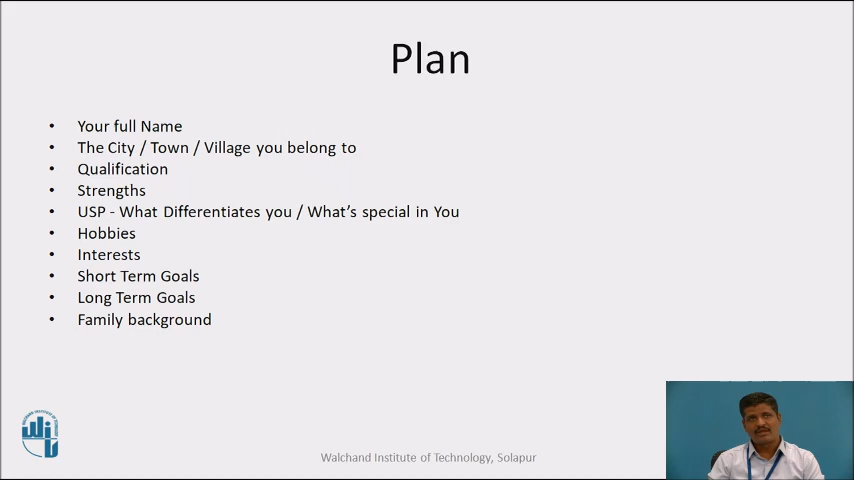 Plan
• Your full Name
• The City / Town / Village you belong to
• Qualification
• Strengths
• USP - What Differentiates you / What's special in You
• Hobbies
• Interests
• Short Term Goals
• Long Term Goals
• Family background
Walchand Institute of Technology, Solapur